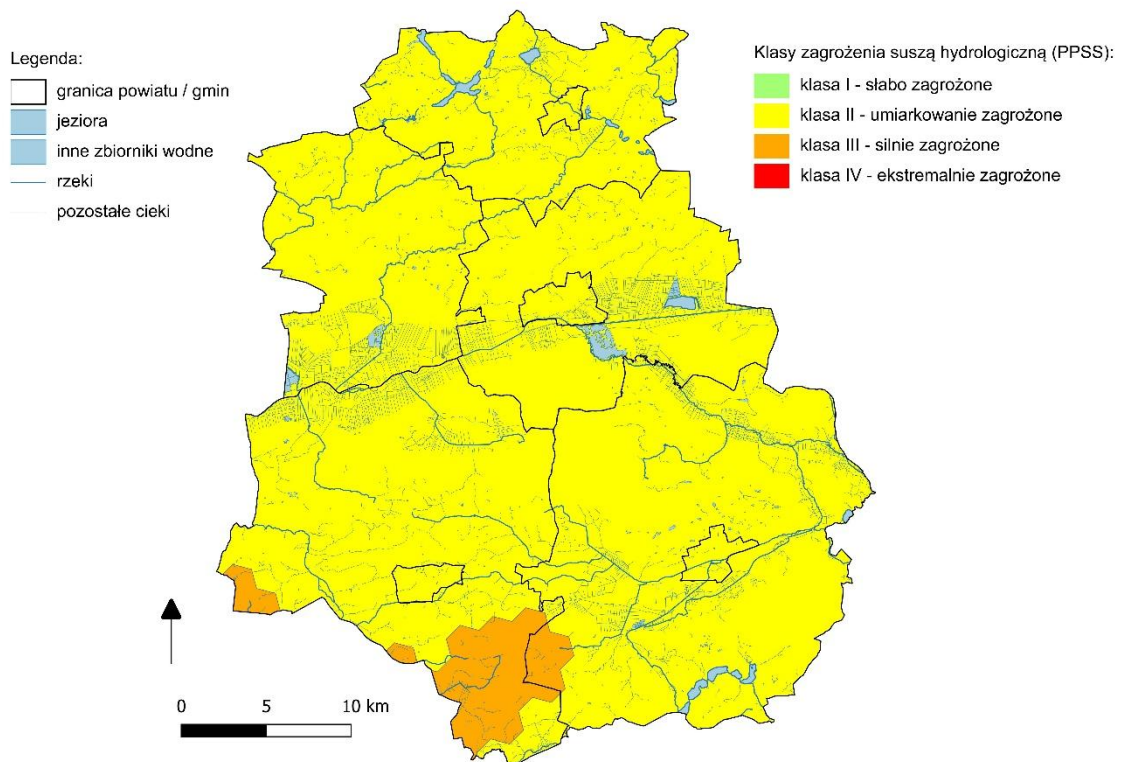 Legenda:
granica powiatu / gmin
jeziora
inne zbiorniki wodne
rzeki
pozostałe cieki
Klasy zagrożenia suszą hydrologiczną (PPSS):
klasa I - słabo zagrożone
klasa II - umiarkowanie zagrożone
klasa III - silnie zagrożone
klasa IV - ekstremalnie zagrożone
0 5 10 km